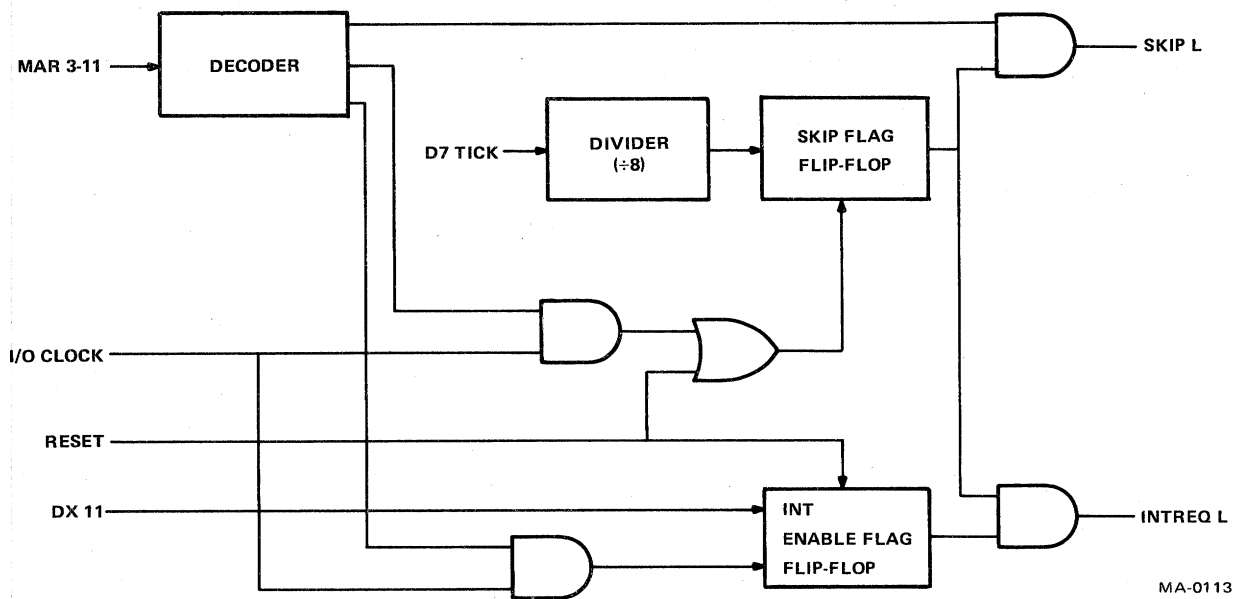 MAR 3-11
DECODER
SKIP L
D7 TICK
DIVIDER
(÷8)
SKIP FLAG
FLIP-FLOP
I/O CLOCK
RESET
DX 11
INT
ENABLE FLAG
FLIP-FLOP
INTREQ L
MA-0113